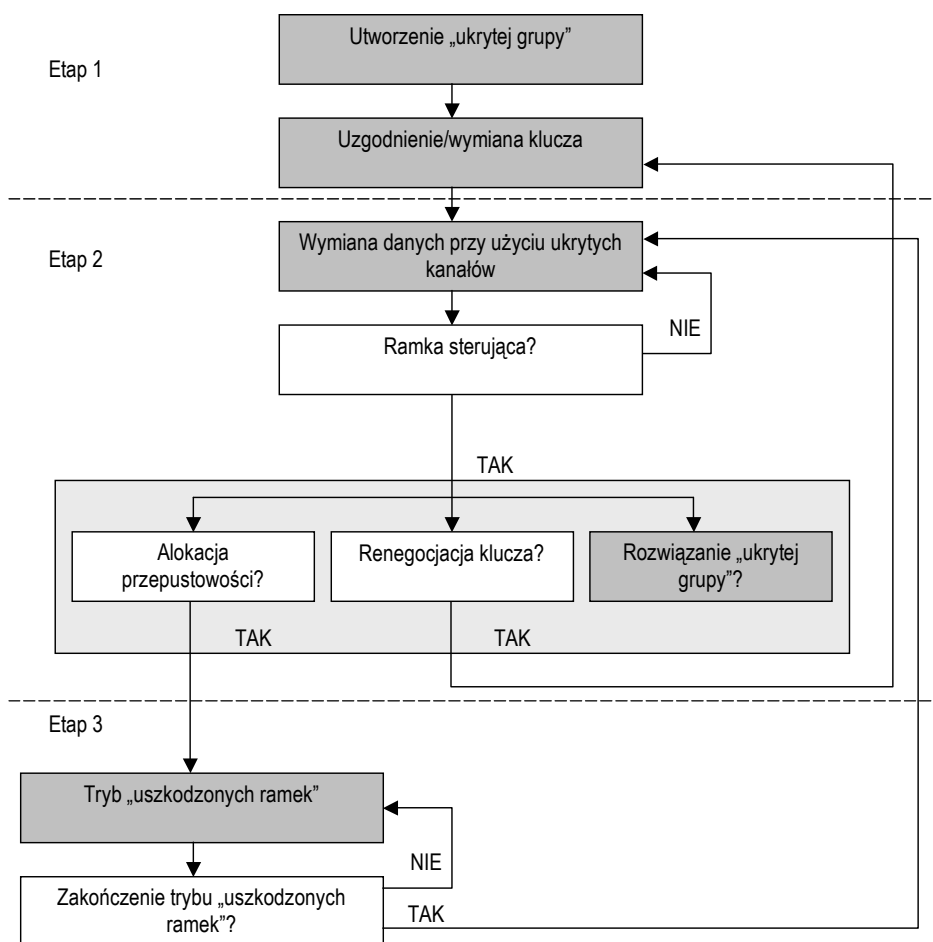 Utworzenie „ukrytej grupy”
Etap 1
Uzgodnienie/wymiana klucza
Wymiana danych przy użyciu ukrytych
kanałów
Etap 2
NIE
Ramka sterująca?
TAK
Alokacja
przepustowości?
Renegocjacja klucza?
Rozwiązanie „ukrytej
grupy”?
TAK
TAK
Etap 3
Tryb „uszkodzonych ramek”
NIE
Zakończenie trybu „uszkodzonych
ramek”?
TAK